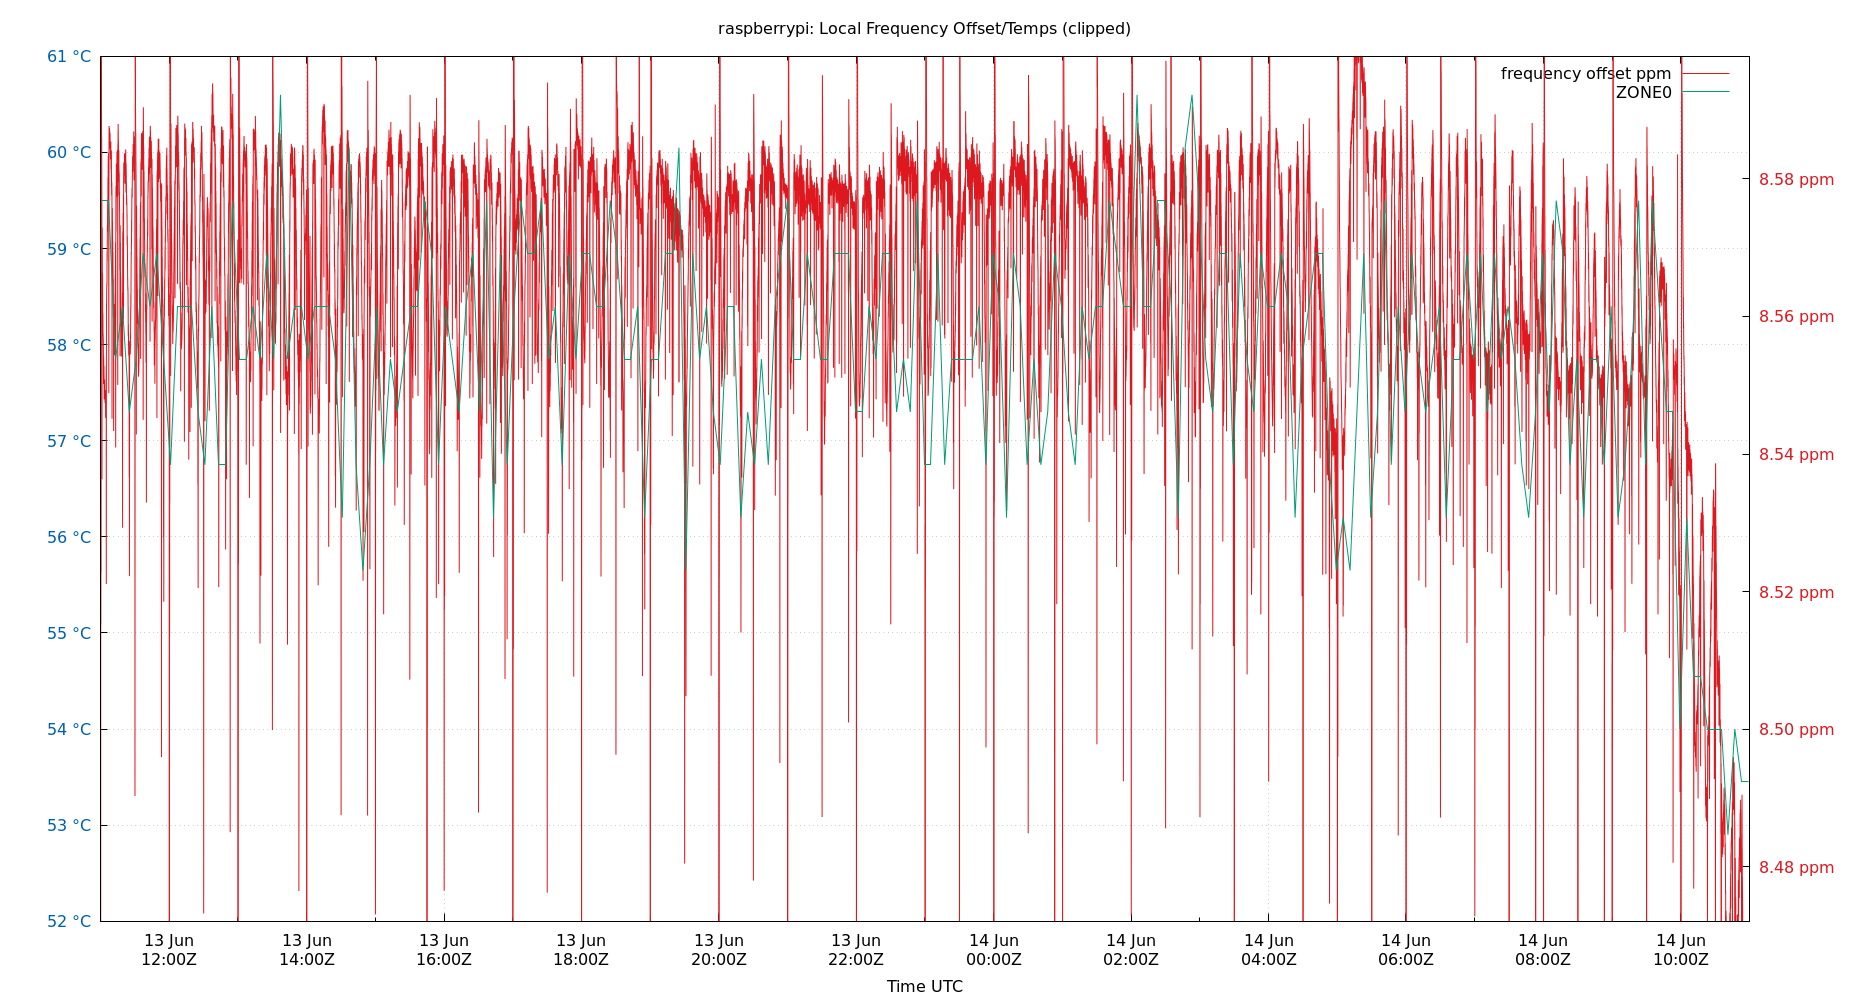 raspberrypi: Local Frequency Offset/Temps (clipped)
frequency offset ppm
ZONE0
61 °C
60 °C
59 °C
58 °C
57 °C
56 °C
55 °C
54 °C
53 °C
52 °C
8.58 ppm
8.56 ppm
8.54 ppm
8.52 ppm
8.50 ppm
8.48 ppm
13 Jun 13 Jun 13 Jun 13 Jun 13 Jun 13 Jun 14 Jun 14 Jun 14 Jun 14 Jun 14 Jun 14 Jun
12:00Z 14:00Z 16:00Z 18:00Z 20:00Z 22:00Z 00:00Z 02:00Z 04:00Z 06:00Z 08:00Z 10:00Z
Time UTC